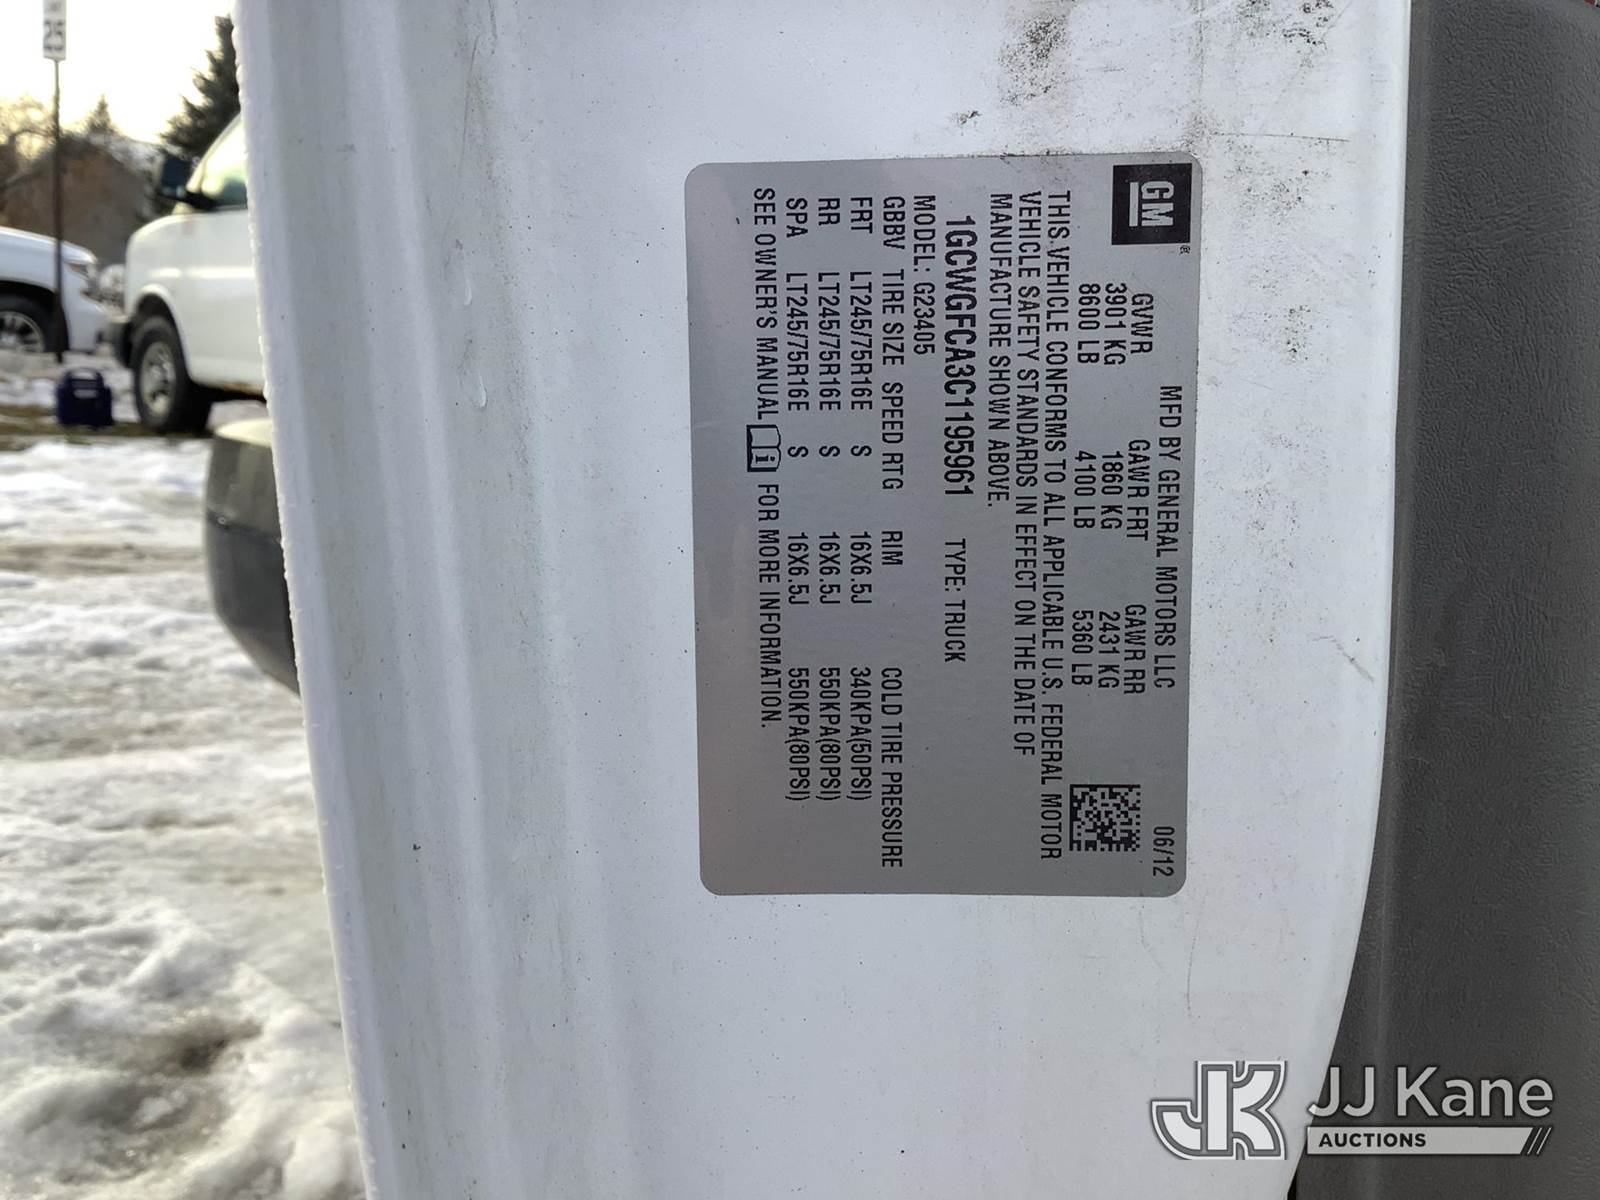 GM®
MFD BY GENERAL MOTORS LLC 06/12
GVWR GAWR FRT GAWR RR
3901 KG 1860 KG 2431 KG
8600 LB 4100 LB 5360 LB
THIS VEHICLE CONFORMS TO ALL APPLICABLE U.S. FEDERAL MOTOR
VEHICLE SAFETY STANDARDS IN EFFECT ON THE DATE OF
MANUFACTURE SHOWN ABOVE.
1GCWGFCA3C1195961 TYPE: TRUCK
MODEL: G23405
GBBV TIRE SIZE SPEED RTG RIM COLD TIRE PRESSURE
FRT LT245/75R16E S 16X6.5J 340KPA(50PSI)
RR LT245/75R16E S 16X6.5J 550KPA(80PSI)
SPA LT245/75R16E S 16X6.5J 550KPA(80PSI)
SEE OWNER'S MANUAL FOR MORE INFORMATION.
25
JK JJ Kane
AUCTIONS